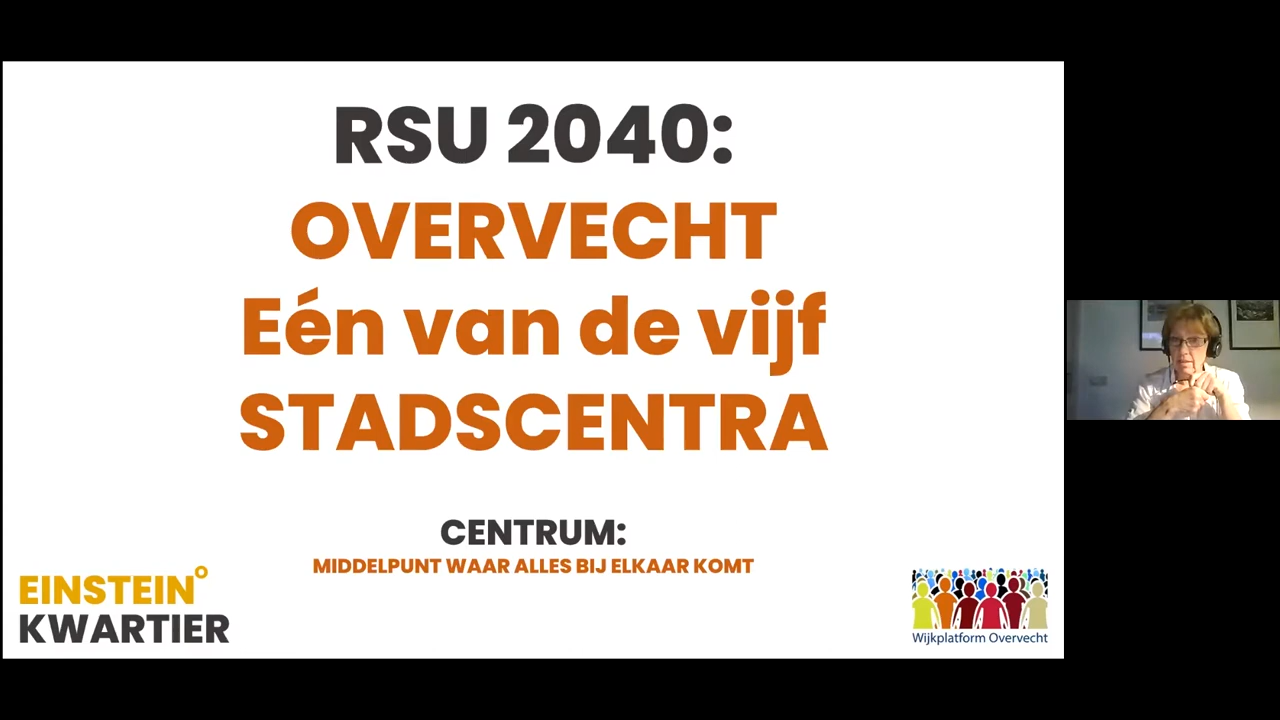 RSU 2040:
OVERVECHT
Eén van de vijf
STADSCENTRA
CENTRUM:
MIDDELPUNT WAAR ALLES BIJ ELKAAR KOMT
EINSTEIN°
KWARTIER
Wijkplatform Overvecht